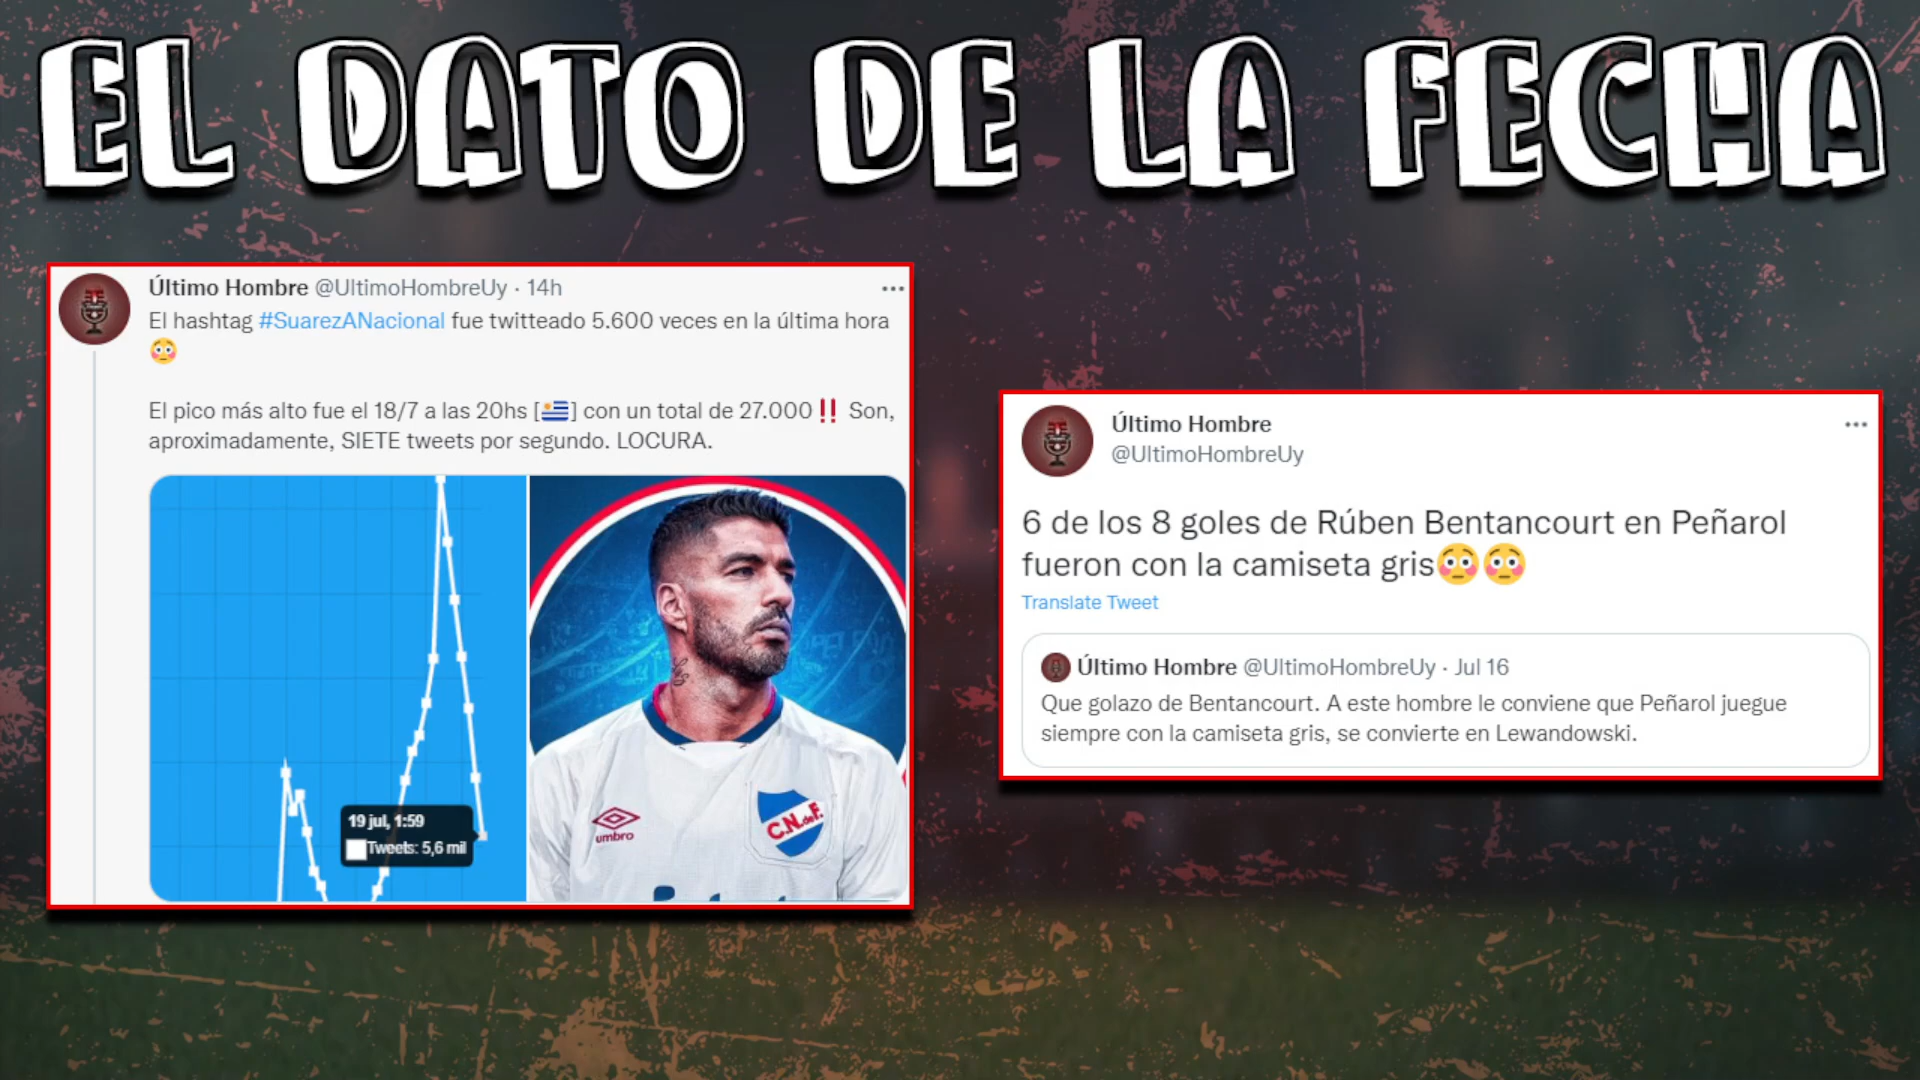 EL DATO DE LA FECHA
Último Hombre @UltimoHombreUy · 14h
El hashtag #SuarezANacional fue twitteado 5.600 veces en la última hora
😳
El pico más alto fue el 18/7 a las 20hs [🇺🇾] con un total de 27.000‼️ Son,
aproximadamente, SIETE tweets por segundo. LOCURA.
19 jul, 1:59
Tweets: 5,6 mil
umbro
C.N.de F.
Último Hombre
@UltimoHombreUy
6 de los 8 goles de Rúben Bentancourt en Peñarol
fueron con la camiseta gris😳😳
Translate Tweet
Último Hombre @UltimoHombreUy · Jul 16
Que golazo de Bentancourt. A este hombre le conviene que Peñarol juegue
siempre con la camiseta gris, se convierte en Lewandowski.